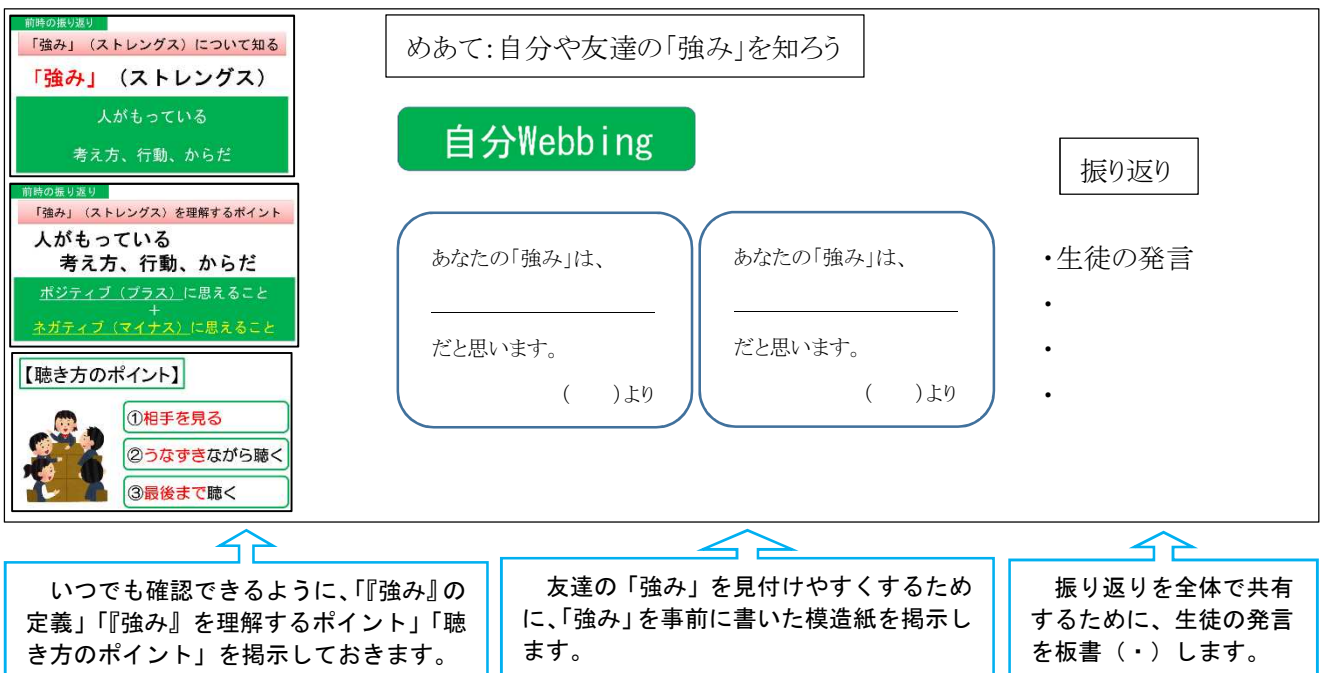 前時の振り返り
「強み」（ストレングス）について知る
「強み」（ストレングス）
人がもっている
考え方、行動、からだ
前時の振り返り
「強み」（ストレングス）を理解するポイント
人がもっている
考え方、行動、からだ
ポジティブ（プラス）に思えること
＋
ネガティブ（マイナス）に思えること
【聴き方のポイント】
①相手を見る
②うなずきながら聴く
③最後まで聴く
めあて：自分や友達の「強み」を知ろう
自分Webbing
あなたの「強み」は、
だと思います。
（　　）より
あなたの「強み」は、
だと思います。
（　　）より
振り返り
・生徒の発言
・
・
・
いつでも確認できるように、「『強み』の
定義」「『強み』を理解するポイント」「聴
き方のポイント」を掲示しておきます。
友達の「強み」を見付けやすくするため
に、「強み」を事前に書いた模造紙を掲示し
ます。
振り返りを全体で共有
するために、生徒の発言
を板書（・）します。